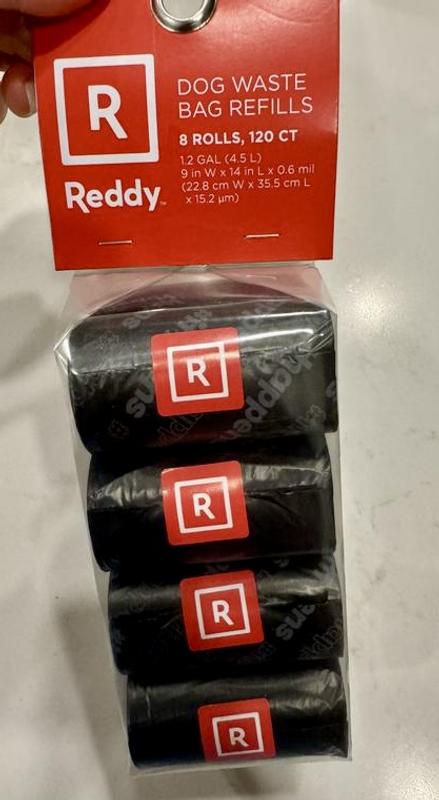 R
Reddy™
DOG WASTE
BAG REFILLS
8 ROLLS, 120 CT
1.2 GAL (4.5 L)
9 in W x 14 in L x 0.6 mil
(22.8 cm W x 35.5 cm L
x 15.2 µm)
R
R
R
R